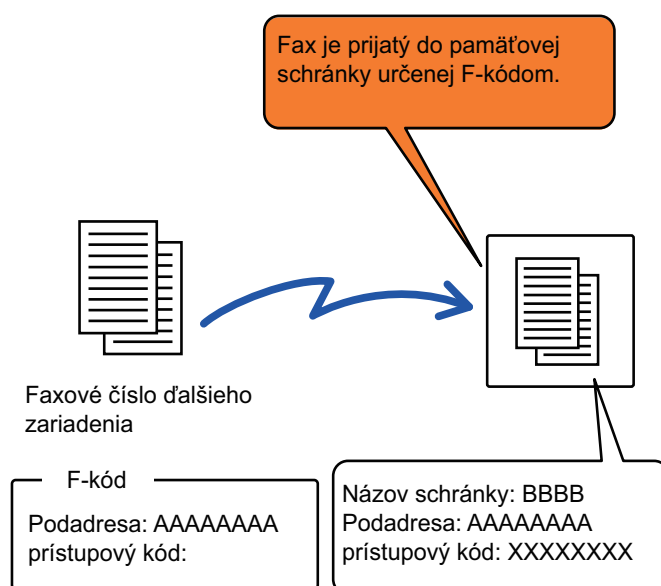 Fax je prijatý do pamäťovej
schránky určenej F-kódom.
Faxové číslo ďalšieho
zariadenia
F-kód
Podadresa: AAAAAAAA
prístupový kód:
Názov schránky: BBBB
Podadresa: AAAAAAAA
prístupový kód: XXXXXXXX